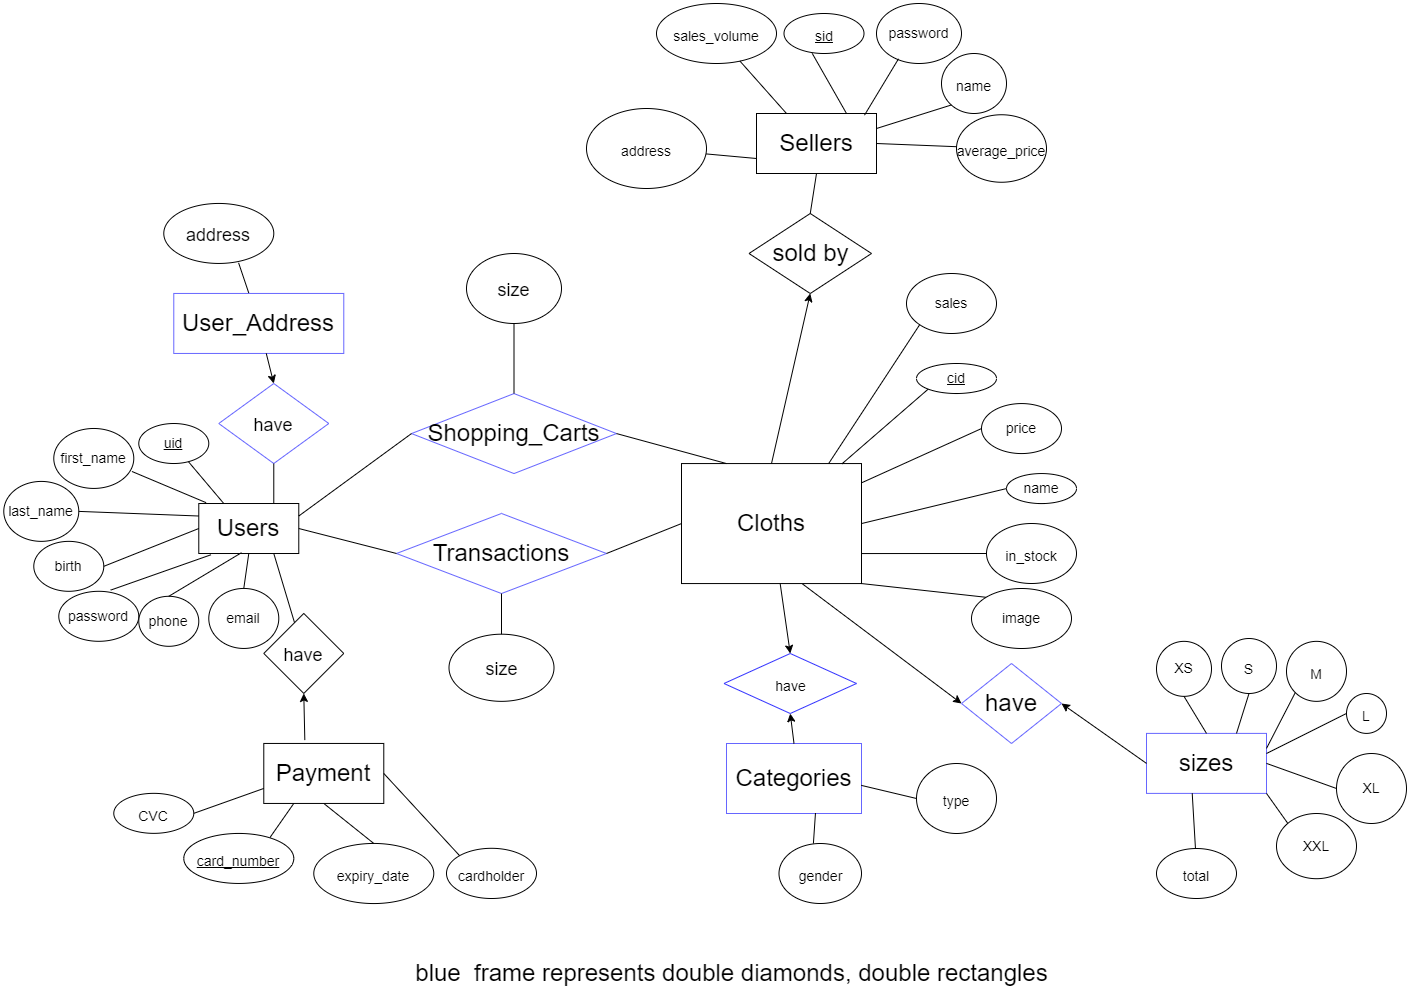 sales_volume
sid
password
name
average_price
address
Sellers
sold by
address
User_Address
have
size
Shopping_Carts
sales
cid
price
name
in_stock
image
Cloths
uid
first_name
last_name
birth
password
phone
email
Users
Transactions
size
have
Payment
CVC
card_number
expiry_date
cardholder
have
Categories
type
gender
have
sizes
XS
S
M
L
XL
XXL
total
blue  frame represents double diamonds, double rectangles